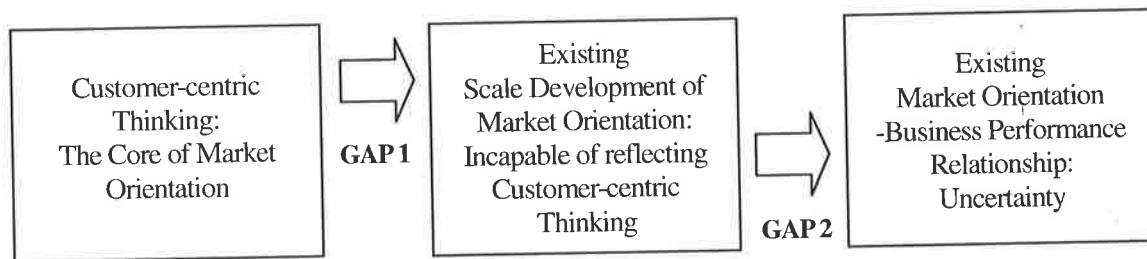 Customer-centric
Thinking:
The Core of Market
Orientation
GAP 1
Existing
Scale Development of
Market Orientation:
Incapable of reflecting
Customer-centric
Thinking
GAP 2
Existing
Market Orientation
-Business Performance
Relationship:
Uncertainty